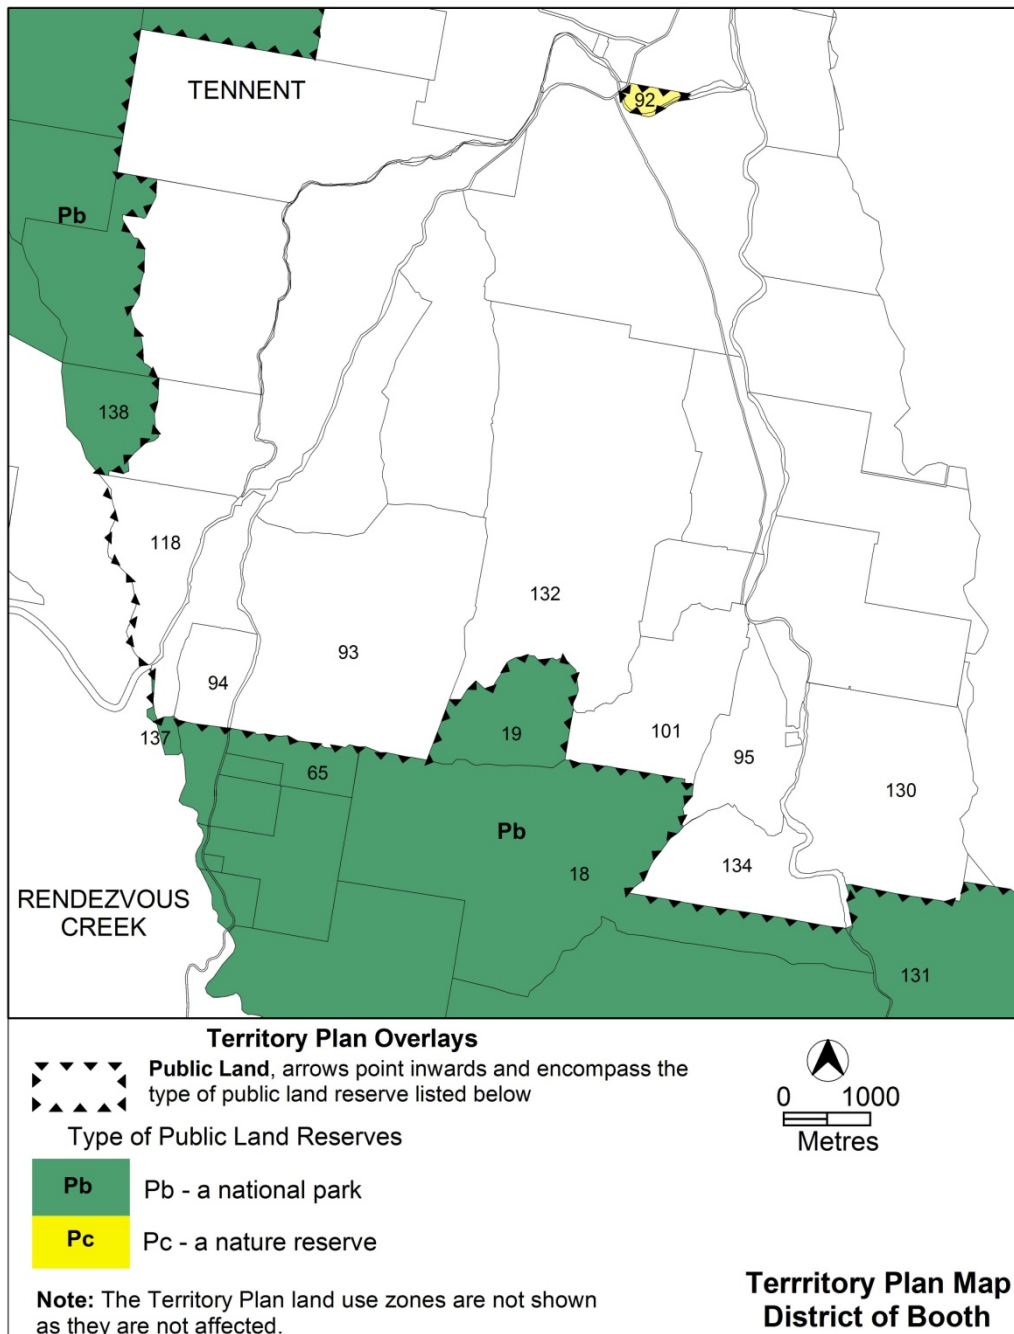 TENNENT
92
Pb
138
118
132
93
94
19
101
137
95
65
130
Pb
134
18
RENDEZVOUS
CREEK
131
Territory Plan Overlays
Public Land, arrows point inwards and encompass the
type of public land reserve listed below
0 1000
Metres
Type of Public Land Reserves
Pb Pb - a national park
Pc Pc - a nature reserve
Note: The Territory Plan land use zones are not shown
as they are not affected.
Terrritory Plan Map
District of Booth